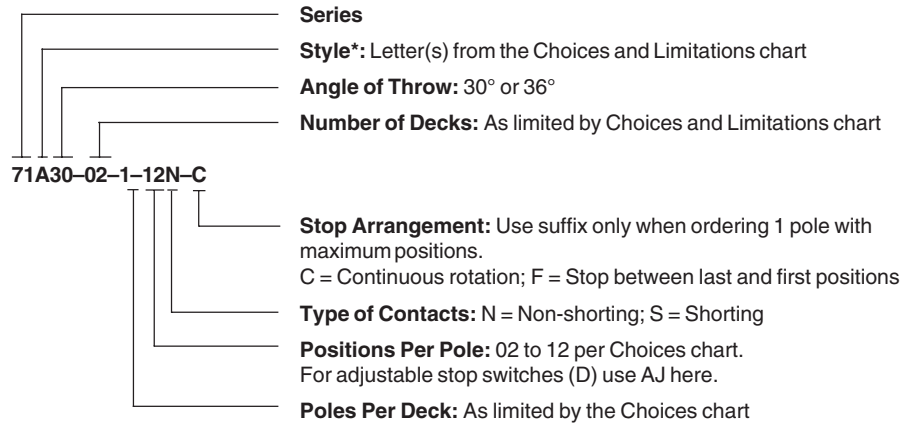 Series
Style*: Letter(s) from the Choices and Limitations chart
Angle of Throw: 30° or 36°
Number of Decks: As limited by Choices and Limitations chart
71A30–02–1–12N–C
Stop Arrangement: Use suffix only when ordering 1 pole with
maximum positions.
C = Continuous rotation; F = Stop between last and first positions
Type of Contacts: N = Non-shorting; S = Shorting
Positions Per Pole: 02 to 12 per Choices chart.
For adjustable stop switches (D) use AJ here.
Poles Per Deck: As limited by the Choices chart